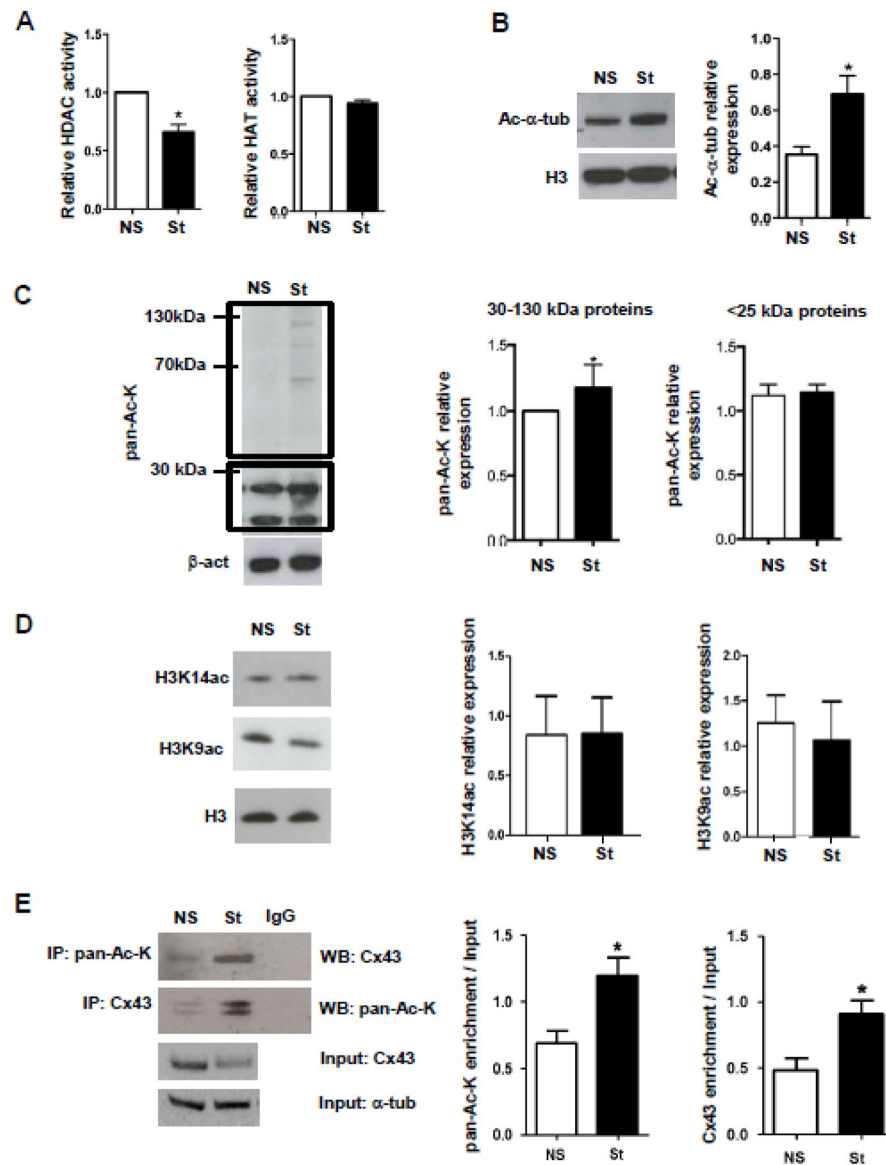 A
Relative HDAC activity
1.5
1.0
0.5
0.0
*
NS St
Relative HAT activity
1.5
1.0
0.5
0.0
NS St
B
NS St
Ac-α-tub
H3
Ac-α-tub relative
expression
0.8
0.6
0.4
0.2
0.0
*
NS St
C
NS St
pan-Ac-K
130kDa
70kDa
30 kDa
β-act
30-130 kDa proteins
pan-Ac-K relative
expression
1.5
1.0
0.5
0.0
*
NS St
<25 kDa proteins
pan-Ac-K relative
expression
1.5
1.0
0.5
0.0
NS St
D
NS St
H3K14ac
H3K9ac
H3
H3K14ac relative expression
1.5
1.0
0.5
0.0
NS St
H3K9ac relative expression
2.0
1.5
1.0
0.5
0.0
NS St
E
NS St IgG
IP: pan-Ac-K WB: Cx43
IP: Cx43 WB: pan-Ac-K
Input: Cx43
Input: α-tub
pan-Ac-K enrichment / Input
1.5
1.0
0.5
0.0
*
NS St
Cx43 enrichment / Input
1.5
1.0
0.5
0.0
*
NS St